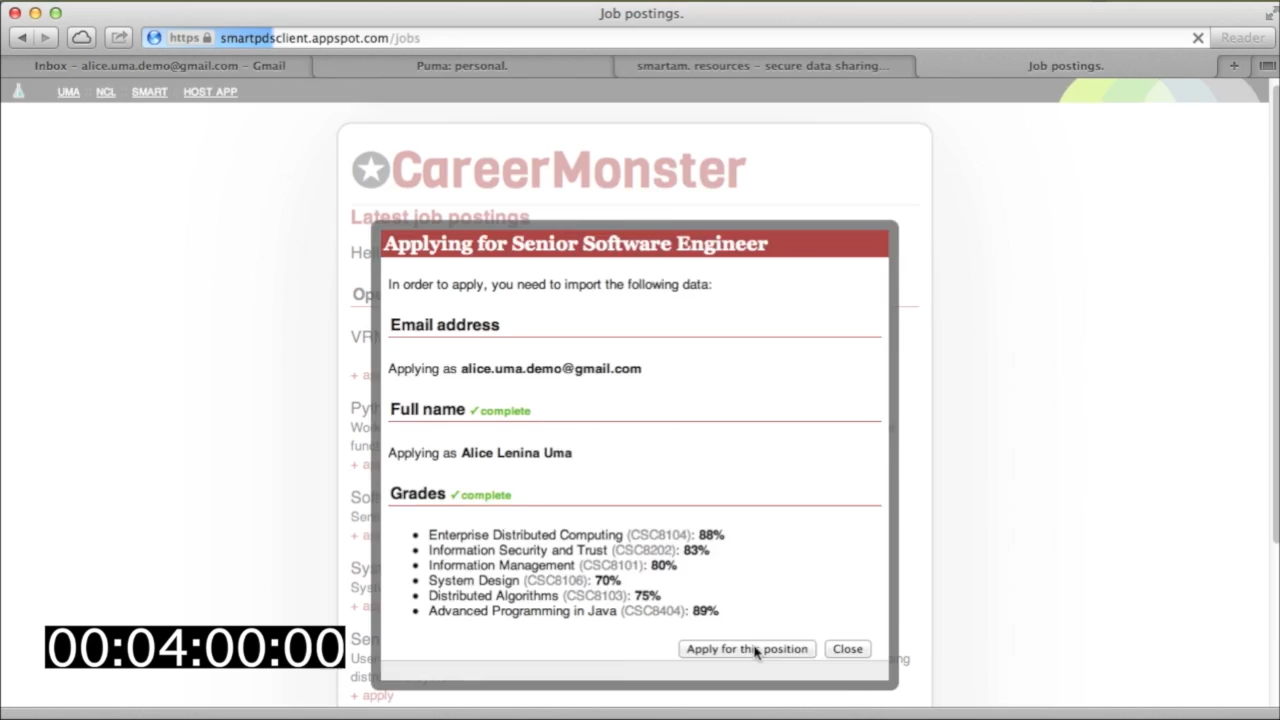 Job postings.
https smartpdsclient.appspot.com/jobs
Reader
Inbox – alice.uma.demo@gmail.com – Gmail
Puma: personal.
smartam. resources – secure data sharing...
Job postings.
UMA NCL SMART HOST APP
CareerMonster
Latest job postings
Applying for Senior Software Engineer
In order to apply, you need to import the following data:
Email address
Applying as alice.uma.demo@gmail.com
Full name ✓complete
Applying as Alice Lenina Uma
Grades ✓complete
• Enterprise Distributed Computing (CSC8104): 88%
• Information Security and Trust (CSC8202): 83%
• Information Management (CSC8101): 80%
• System Design (CSC8106): 70%
• Distributed Algorithms (CSC8103): 75%
• Advanced Programming in Java (CSC8404): 89%
Apply for this position
Close
00:04:00:00
+ apply